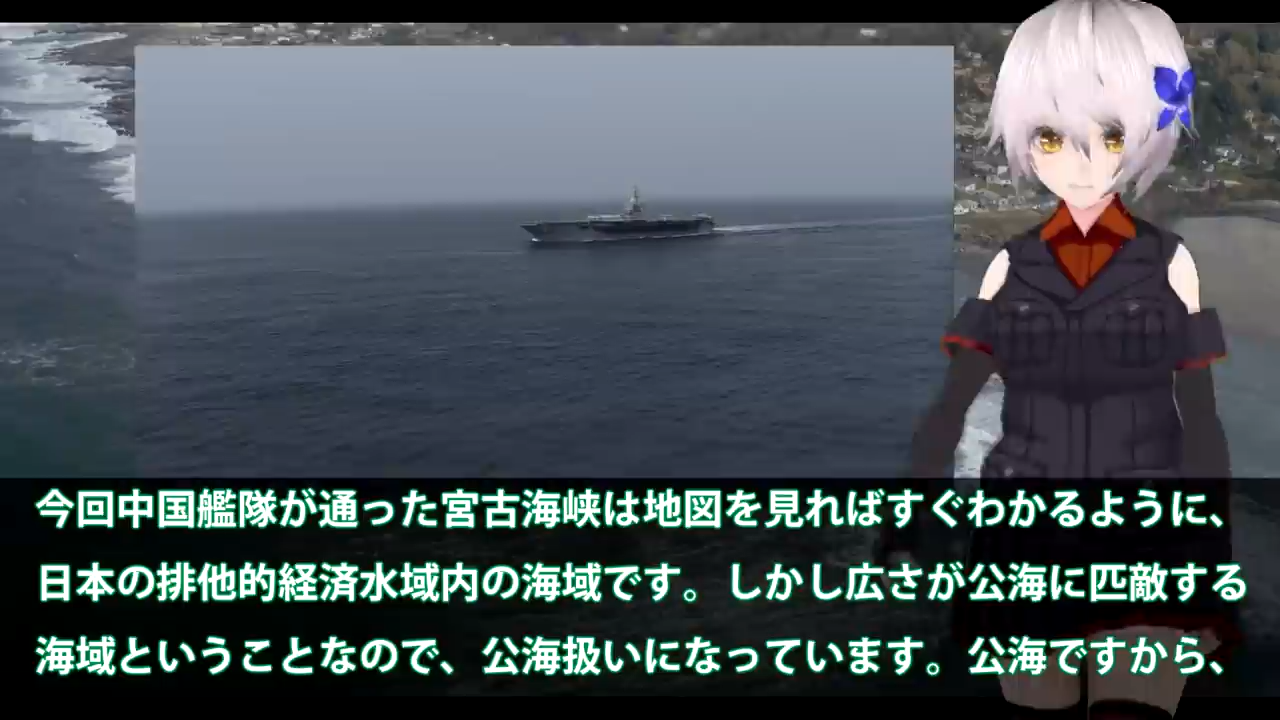 今回中国艦隊が通った宮古海峡は地図を見ればすぐわかるように、
日本の排他的経済水域内の海域です。しかし広さが公海に匹敵する
海域ということなので、公海扱いになっています。公海ですから、